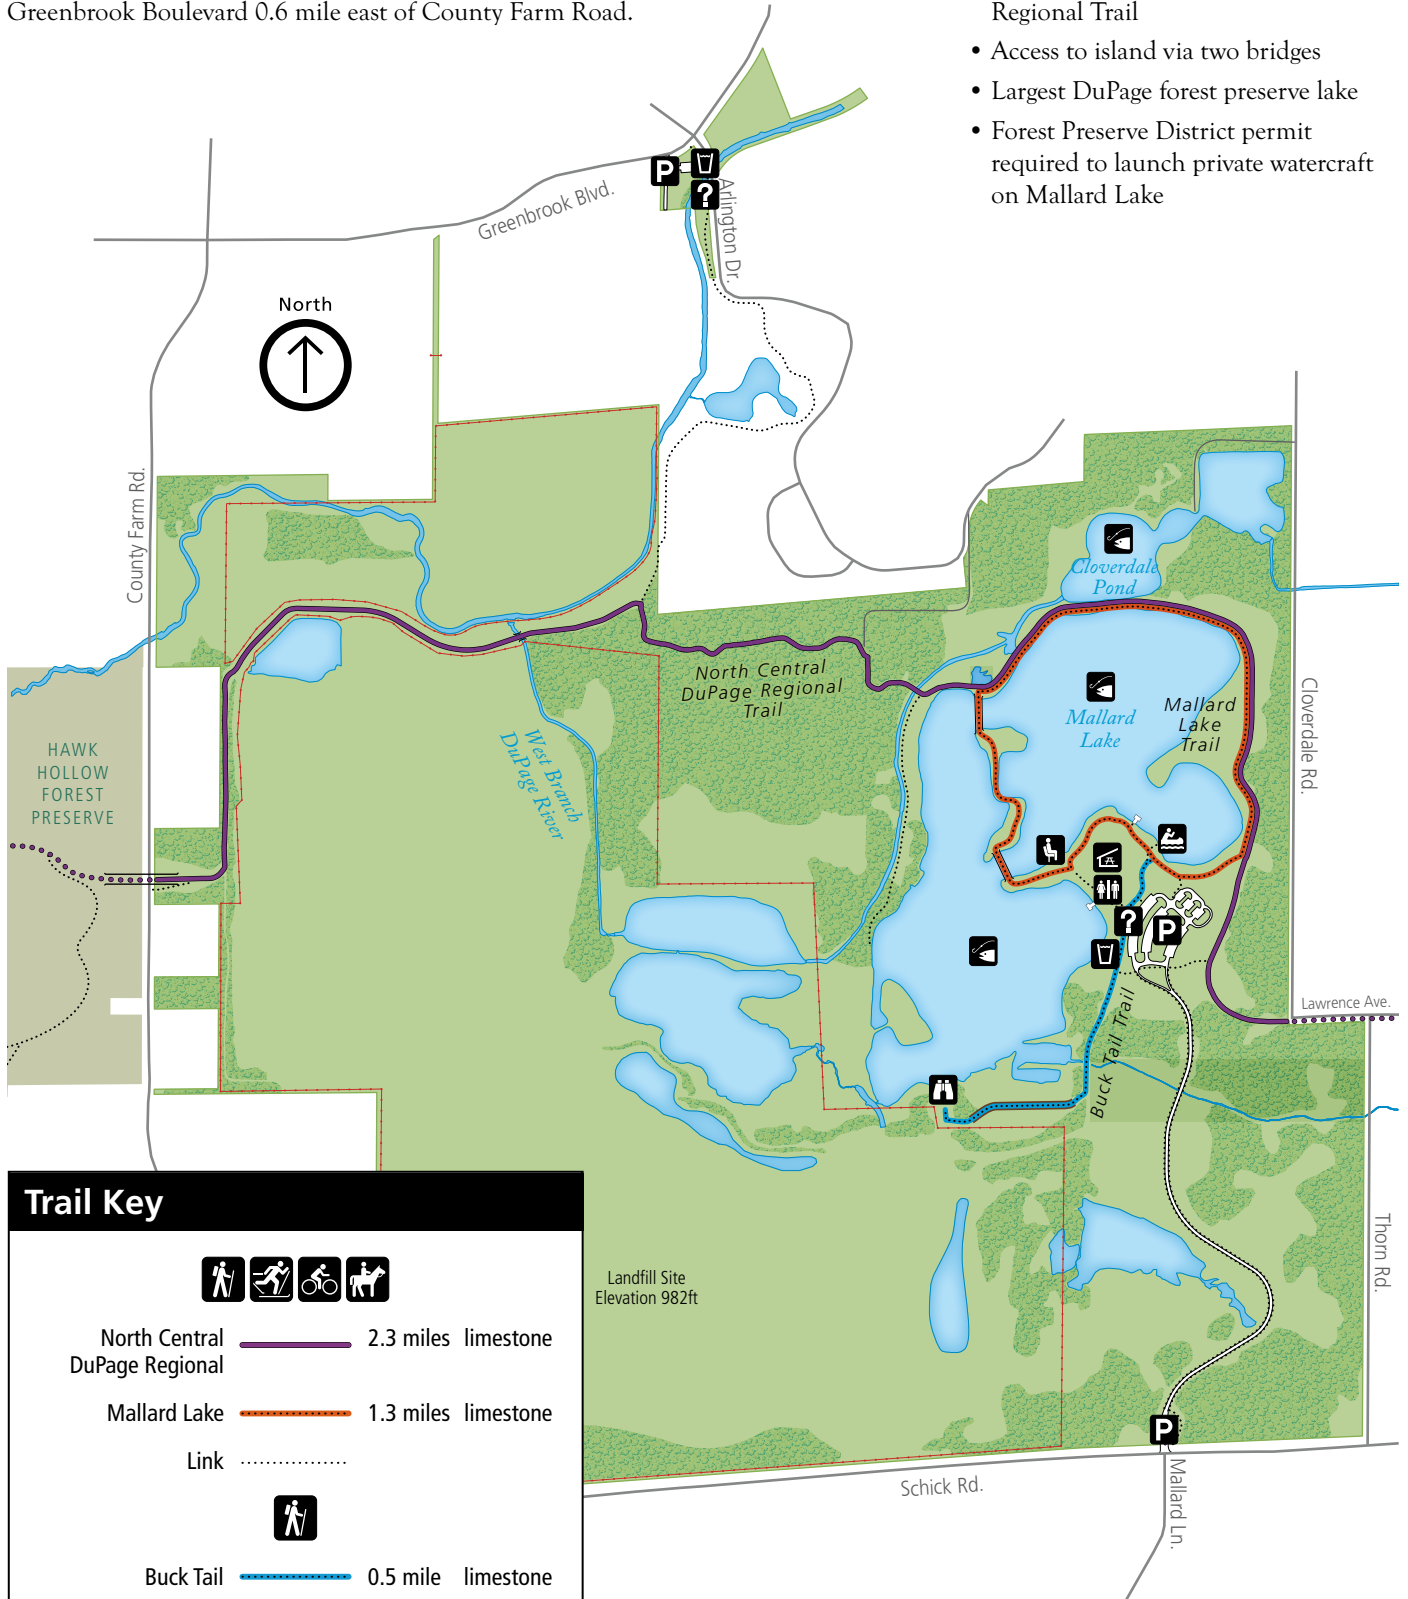 Greenbrook Boulevard 0.6 mile east of County Farm Road.
Regional Trail
• Access to island via two bridges
• Largest DuPage forest preserve lake
• Forest Preserve District permit
required to launch private watercraft
on Mallard Lake
P
?
Greenbrook Blvd.
Arlington Dr.
North
County Farm Rd.
Cloverdale
Pond
North Central
DuPage Regional
Trail
Mallard
Lake
Mallard
Lake
Trail
Cloverdale Rd.
HAWK
HOLLOW
FOREST
PRESERVE
West Branch
DuPage River
?
P
Lawrence Ave.
Buck Tail Trail
Thorn Rd.
Landfill Site
Elevation 982ft
P
Schick Rd.
Mallard Ln.
Trail Key
North Central
DuPage Regional
2.3 miles limestone
Mallard Lake 1.3 miles limestone
Link
Buck Tail 0.5 mile limestone